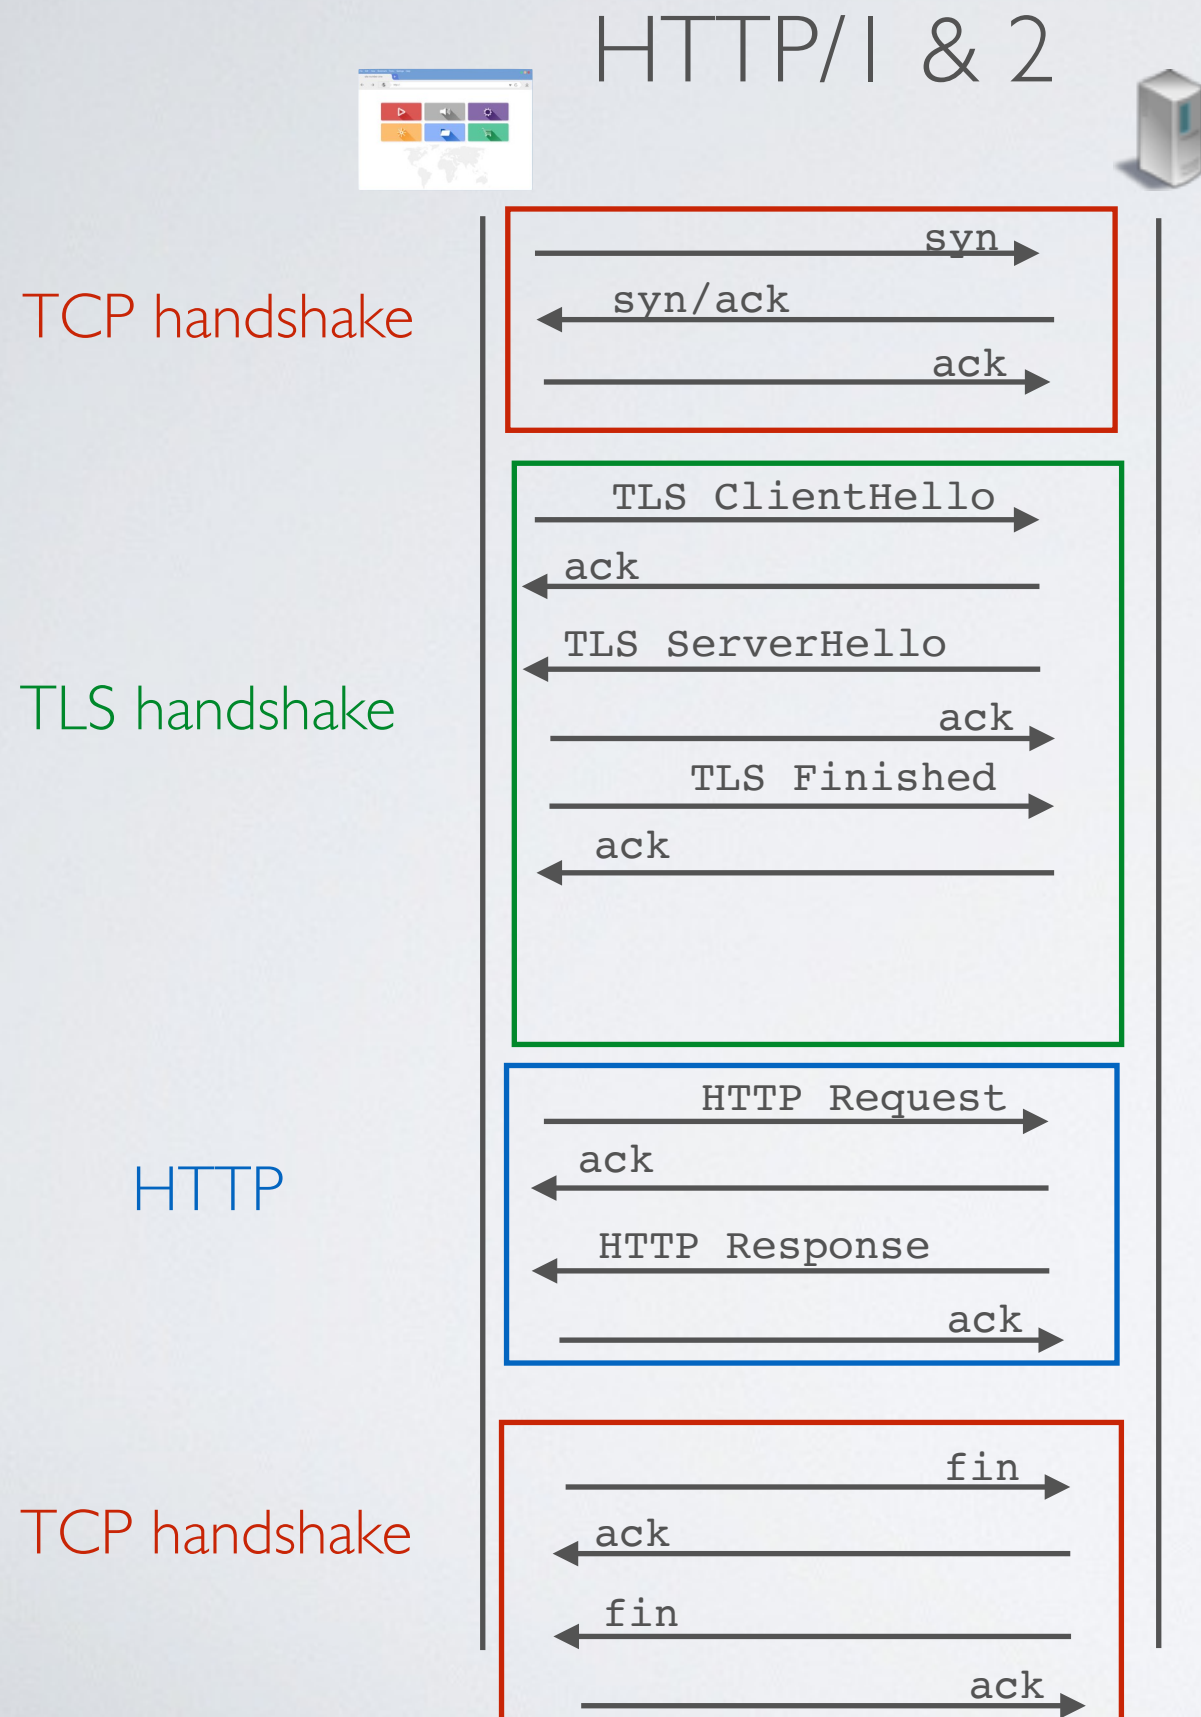 HTTP/1 & 2
syn
TCP handshake
syn/ack
ack
TLS ClientHello
ack
TLS ServerHello
TLS handshake
ack
TLS Finished
ack
HTTP Request
ack
HTTP
HTTP Response
ack
fin
TCP handshake
ack
fin
ack